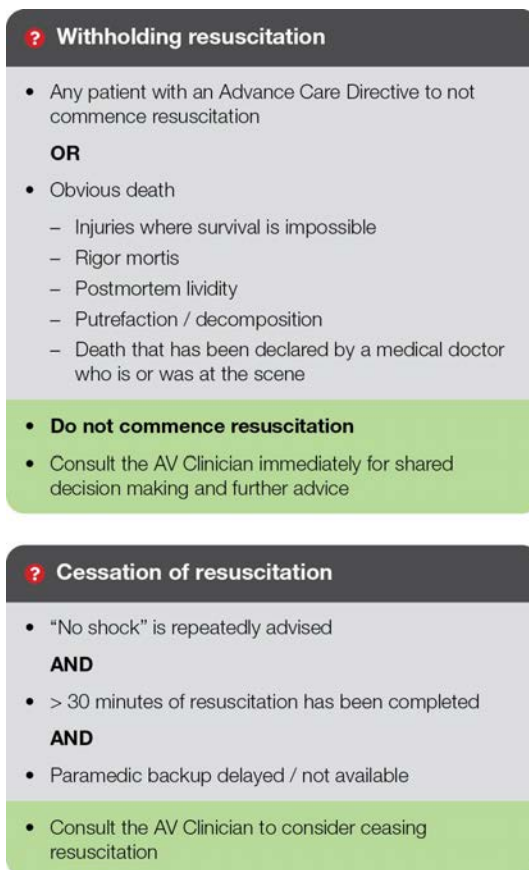 ? Withholding resuscitation
• Any patient with an Advance Care Directive to not
commence resuscitation
OR
• Obvious death
– Injuries where survival is impossible
– Rigor mortis
– Postmortem lividity
– Putrefaction / decomposition
– Death that has been declared by a medical doctor
who is or was at the scene
• Do not commence resuscitation
• Consult the AV Clinician immediately for shared
decision making and further advice
? Cessation of resuscitation
• “No shock” is repeatedly advised
AND
• > 30 minutes of resuscitation has been completed
AND
• Paramedic backup delayed / not available
• Consult the AV Clinician to consider ceasing
resuscitation